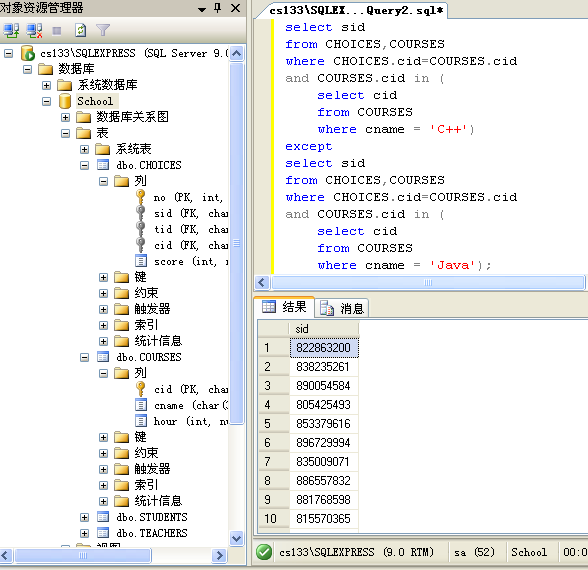 对象资源管理器
cs133\SQLEXPRESS (SQL Server 9.0
数据库
系统数据库
School
数据库关系图
表
系统表
dbo.CHOICES
列
no (PK, int,
sid (FK, char
tid (FK, char
cid (FK, char
score (int, n
键
约束
触发器
索引
统计信息
dbo.COURSES
列
cid (PK, char
cname (char(3
hour (int, nu
键
约束
触发器
索引
统计信息
dbo.STUDENTS
dbo.TEACHERS
视图
cs133\SQLEX...Query2.sql*
select sid
from CHOICES,COURSES
where CHOICES.cid=COURSES.cid
and COURSES.cid in (
select cid
from COURSES
where cname = 'C++')
except
select sid
from CHOICES,COURSES
where CHOICES.cid=COURSES.cid
and COURSES.cid in (
select cid
from COURSES
where cname = 'Java');
结果 消息
sid
1 822863200
2 838235261
3 890054584
4 805425493
5 853379616
6 896729994
7 835009071
8 886557832
9 881768598
10 815570365
cs133\SQLEXPRESS (9.0 RTM) sa (52) School 00:0